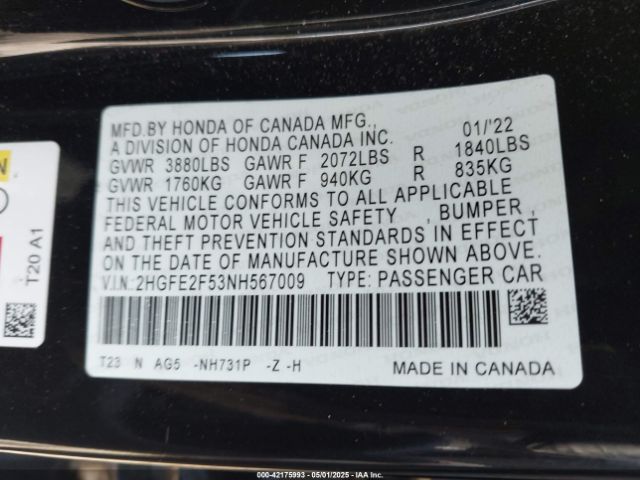 MFD.BY HONDA OF CANADA MFG.,
A DIVISION OF HONDA CANADA INC. 01/'22
GVWR 3880LBS GAWR F 2072LBS R 1840LBS
GVWR 1760KG GAWR F 940KG R 835KG
THIS VEHICLE CONFORMS TO ALL APPLICABLE
FEDERAL MOTOR VEHICLE SAFETY , BUMPER ,
AND THEFT PREVENTION STANDARDS IN EFFECT
ON THE DATE OF MANUFACTURE SHOWN ABOVE.
V.I.N.:2HGFE2F53NH567009 TYPE: PASSENGER CAR
T23 N AG5 -NH731P -Z -H
MADE IN CANADA
T20 A1
000-42175993 - 05/01/2025 - IAA, Inc.